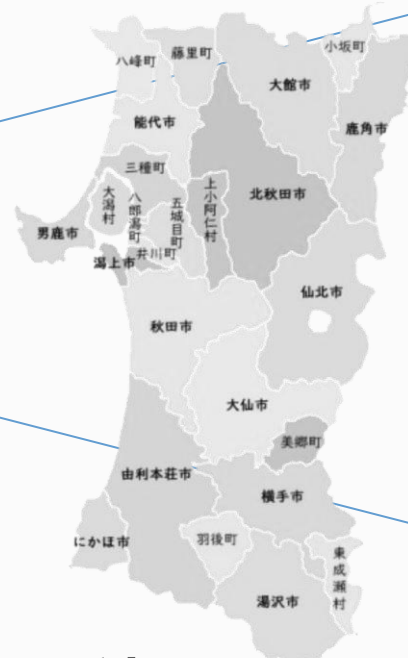 小坂町
藤里町
八峰町
大館市
能代市
鹿角市
三種町
上小阿仁村
北秋田市
大潟村
八郎潟町
五城目町
男鹿市
井川町
潟上市
仙北市
秋田市
大仙市
美郷町
由利本荘市
横手市
にかほ市
羽後町
東成瀬村
湯沢市